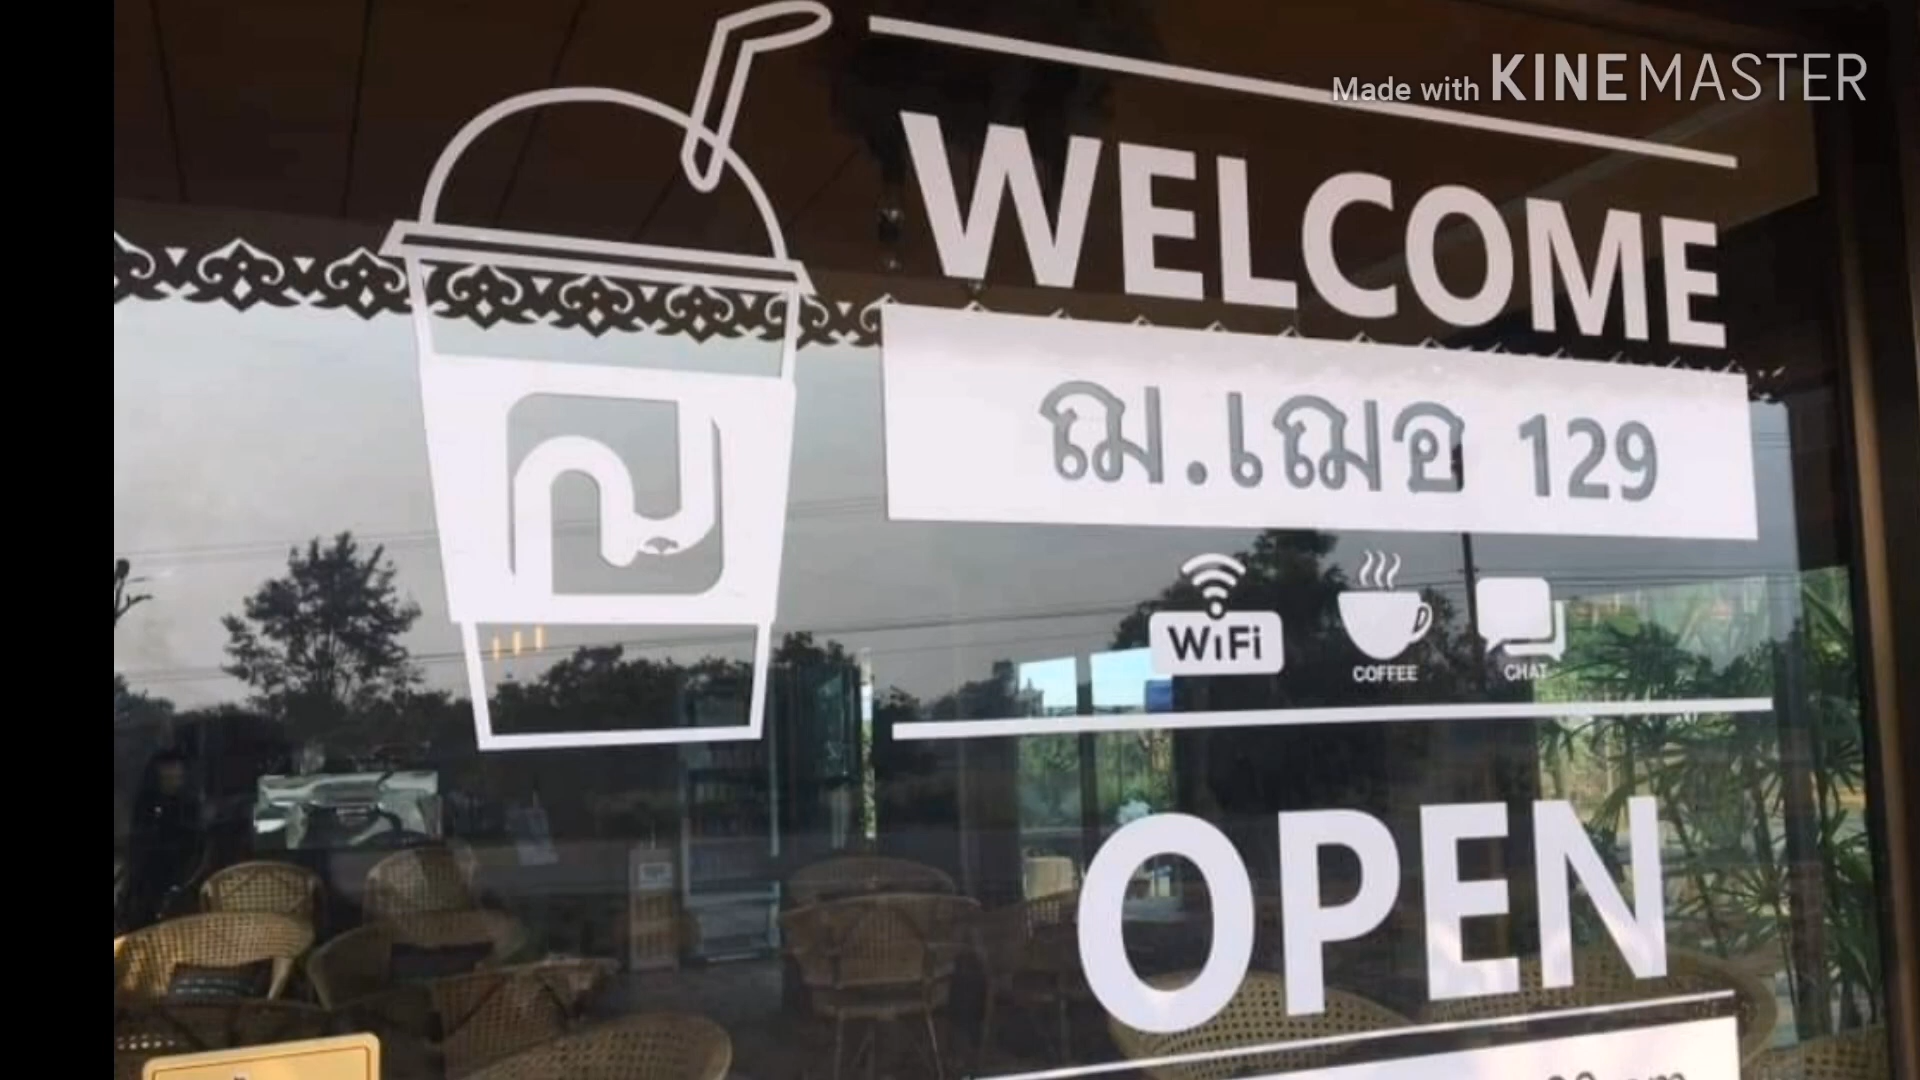 Made with KINEMASTER
WELCOME
ฌ.เฌอ 129
WiFi
COFFEE
CHAT
OPEN